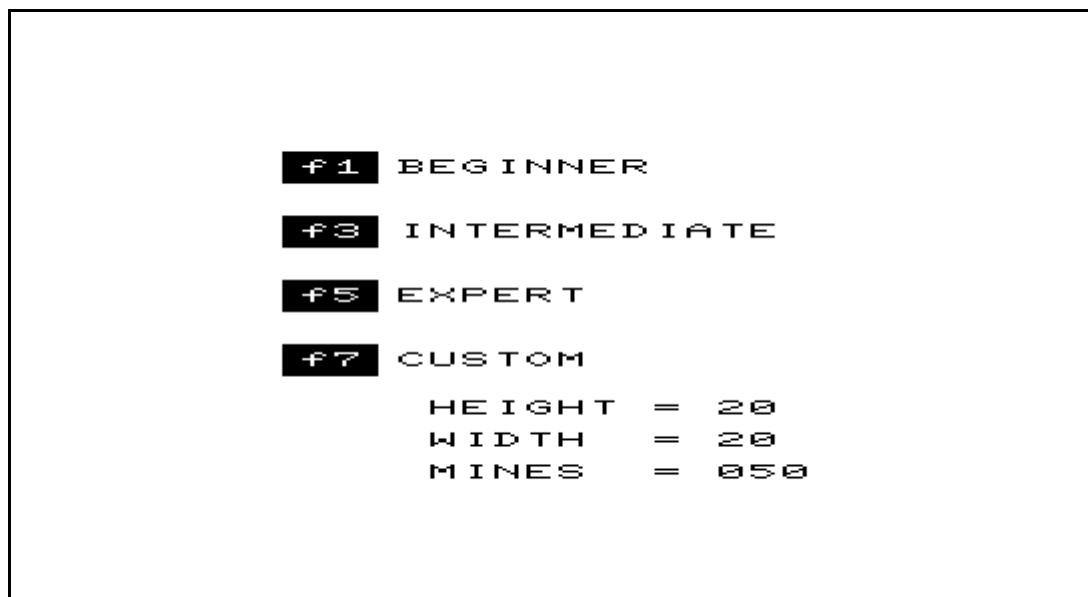 f1 BEGINNER
f3 INTERMEDIATE
f5 EXPERT
f7 CUSTOM
HEIGHT = 20
WIDTH = 20
MINES = 050